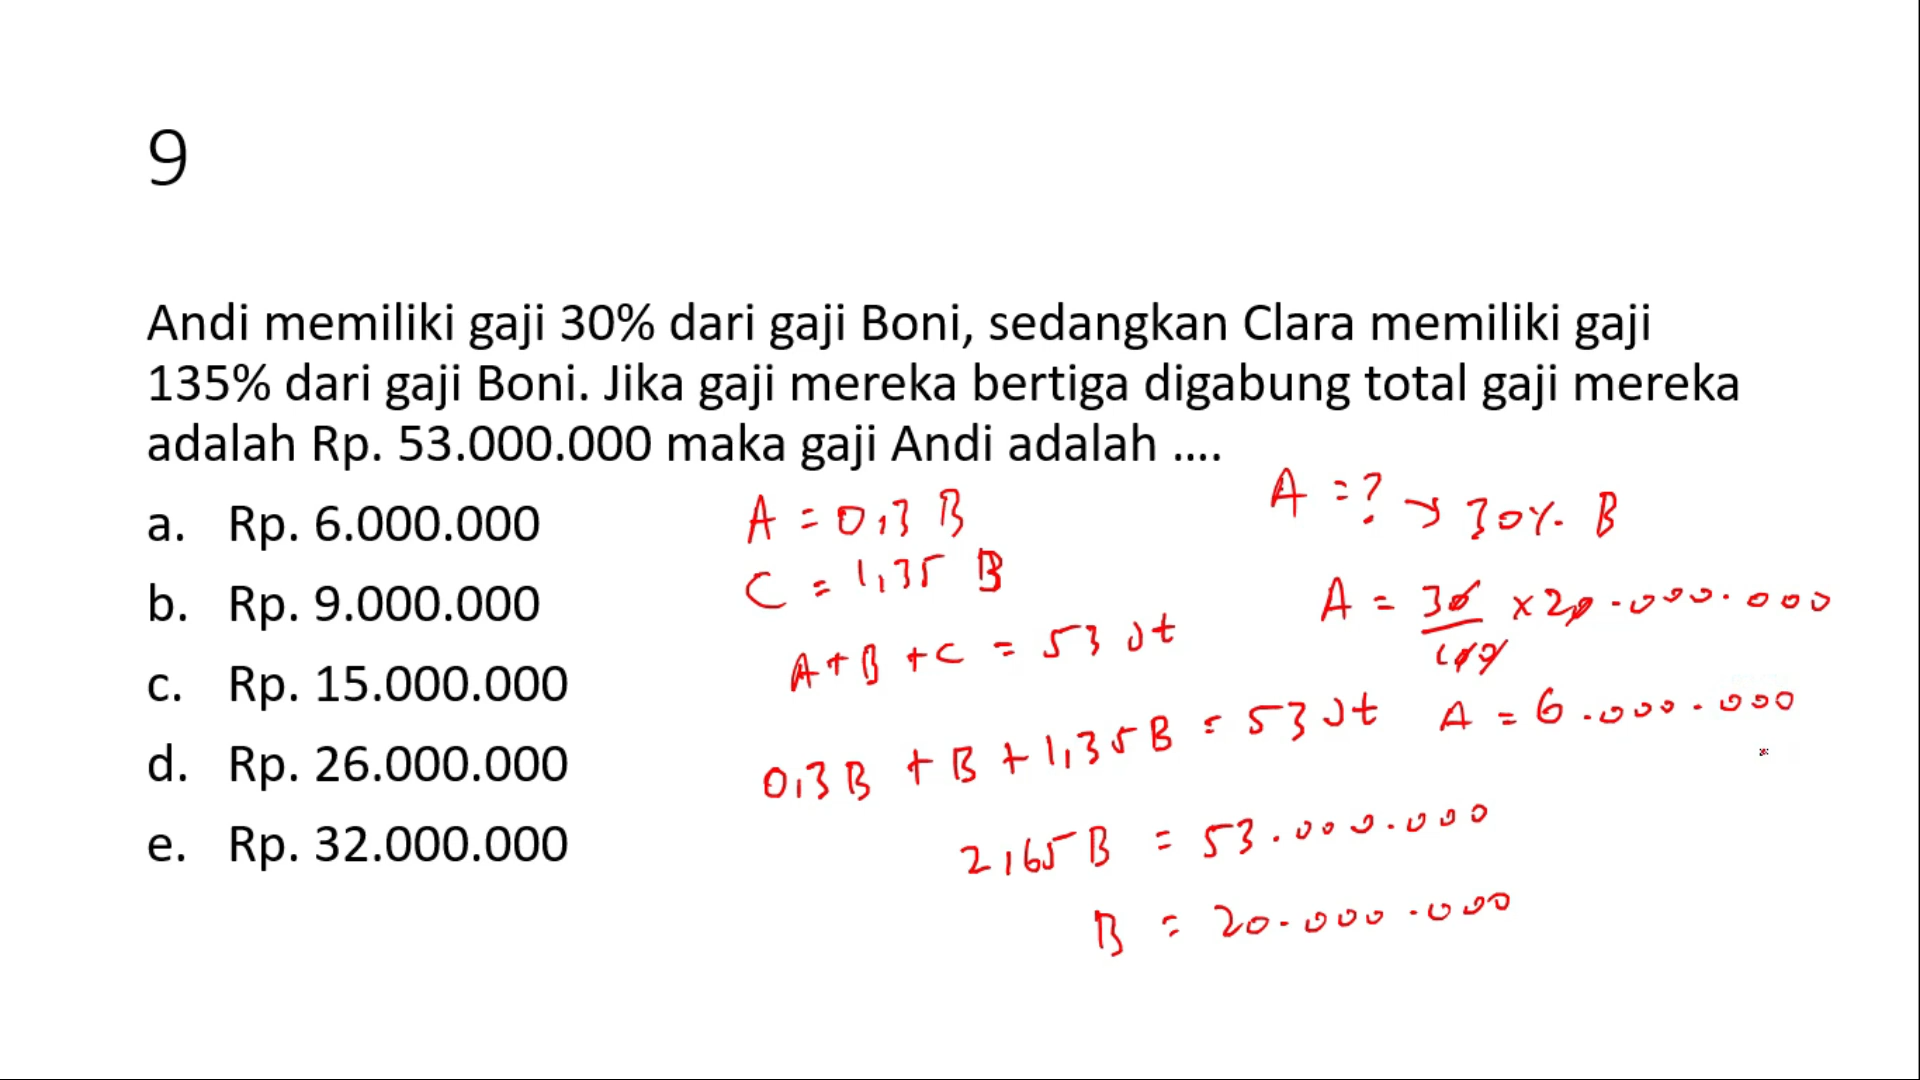 9
Andi memiliki gaji 30% dari gaji Boni, sedangkan Clara memiliki gaji
135% dari gaji Boni. Jika gaji mereka bertiga digabung total gaji mereka
adalah Rp. 53.000.000 maka gaji Andi adalah ....
a. Rp. 6.000.000
b. Rp. 9.000.000
c. Rp. 15.000.000
d. Rp. 26.000.000
e. Rp. 32.000.000
A = 0,3 B
C = 1,35 B
A+B+C = 53 Jt
0,3B + B + 1,35B = 53 Jt
2,65B = 53.000.000
B = 20.000.000
A = ? → 30% B
A = 30/100 x 20.000.000
A = 6.000.000